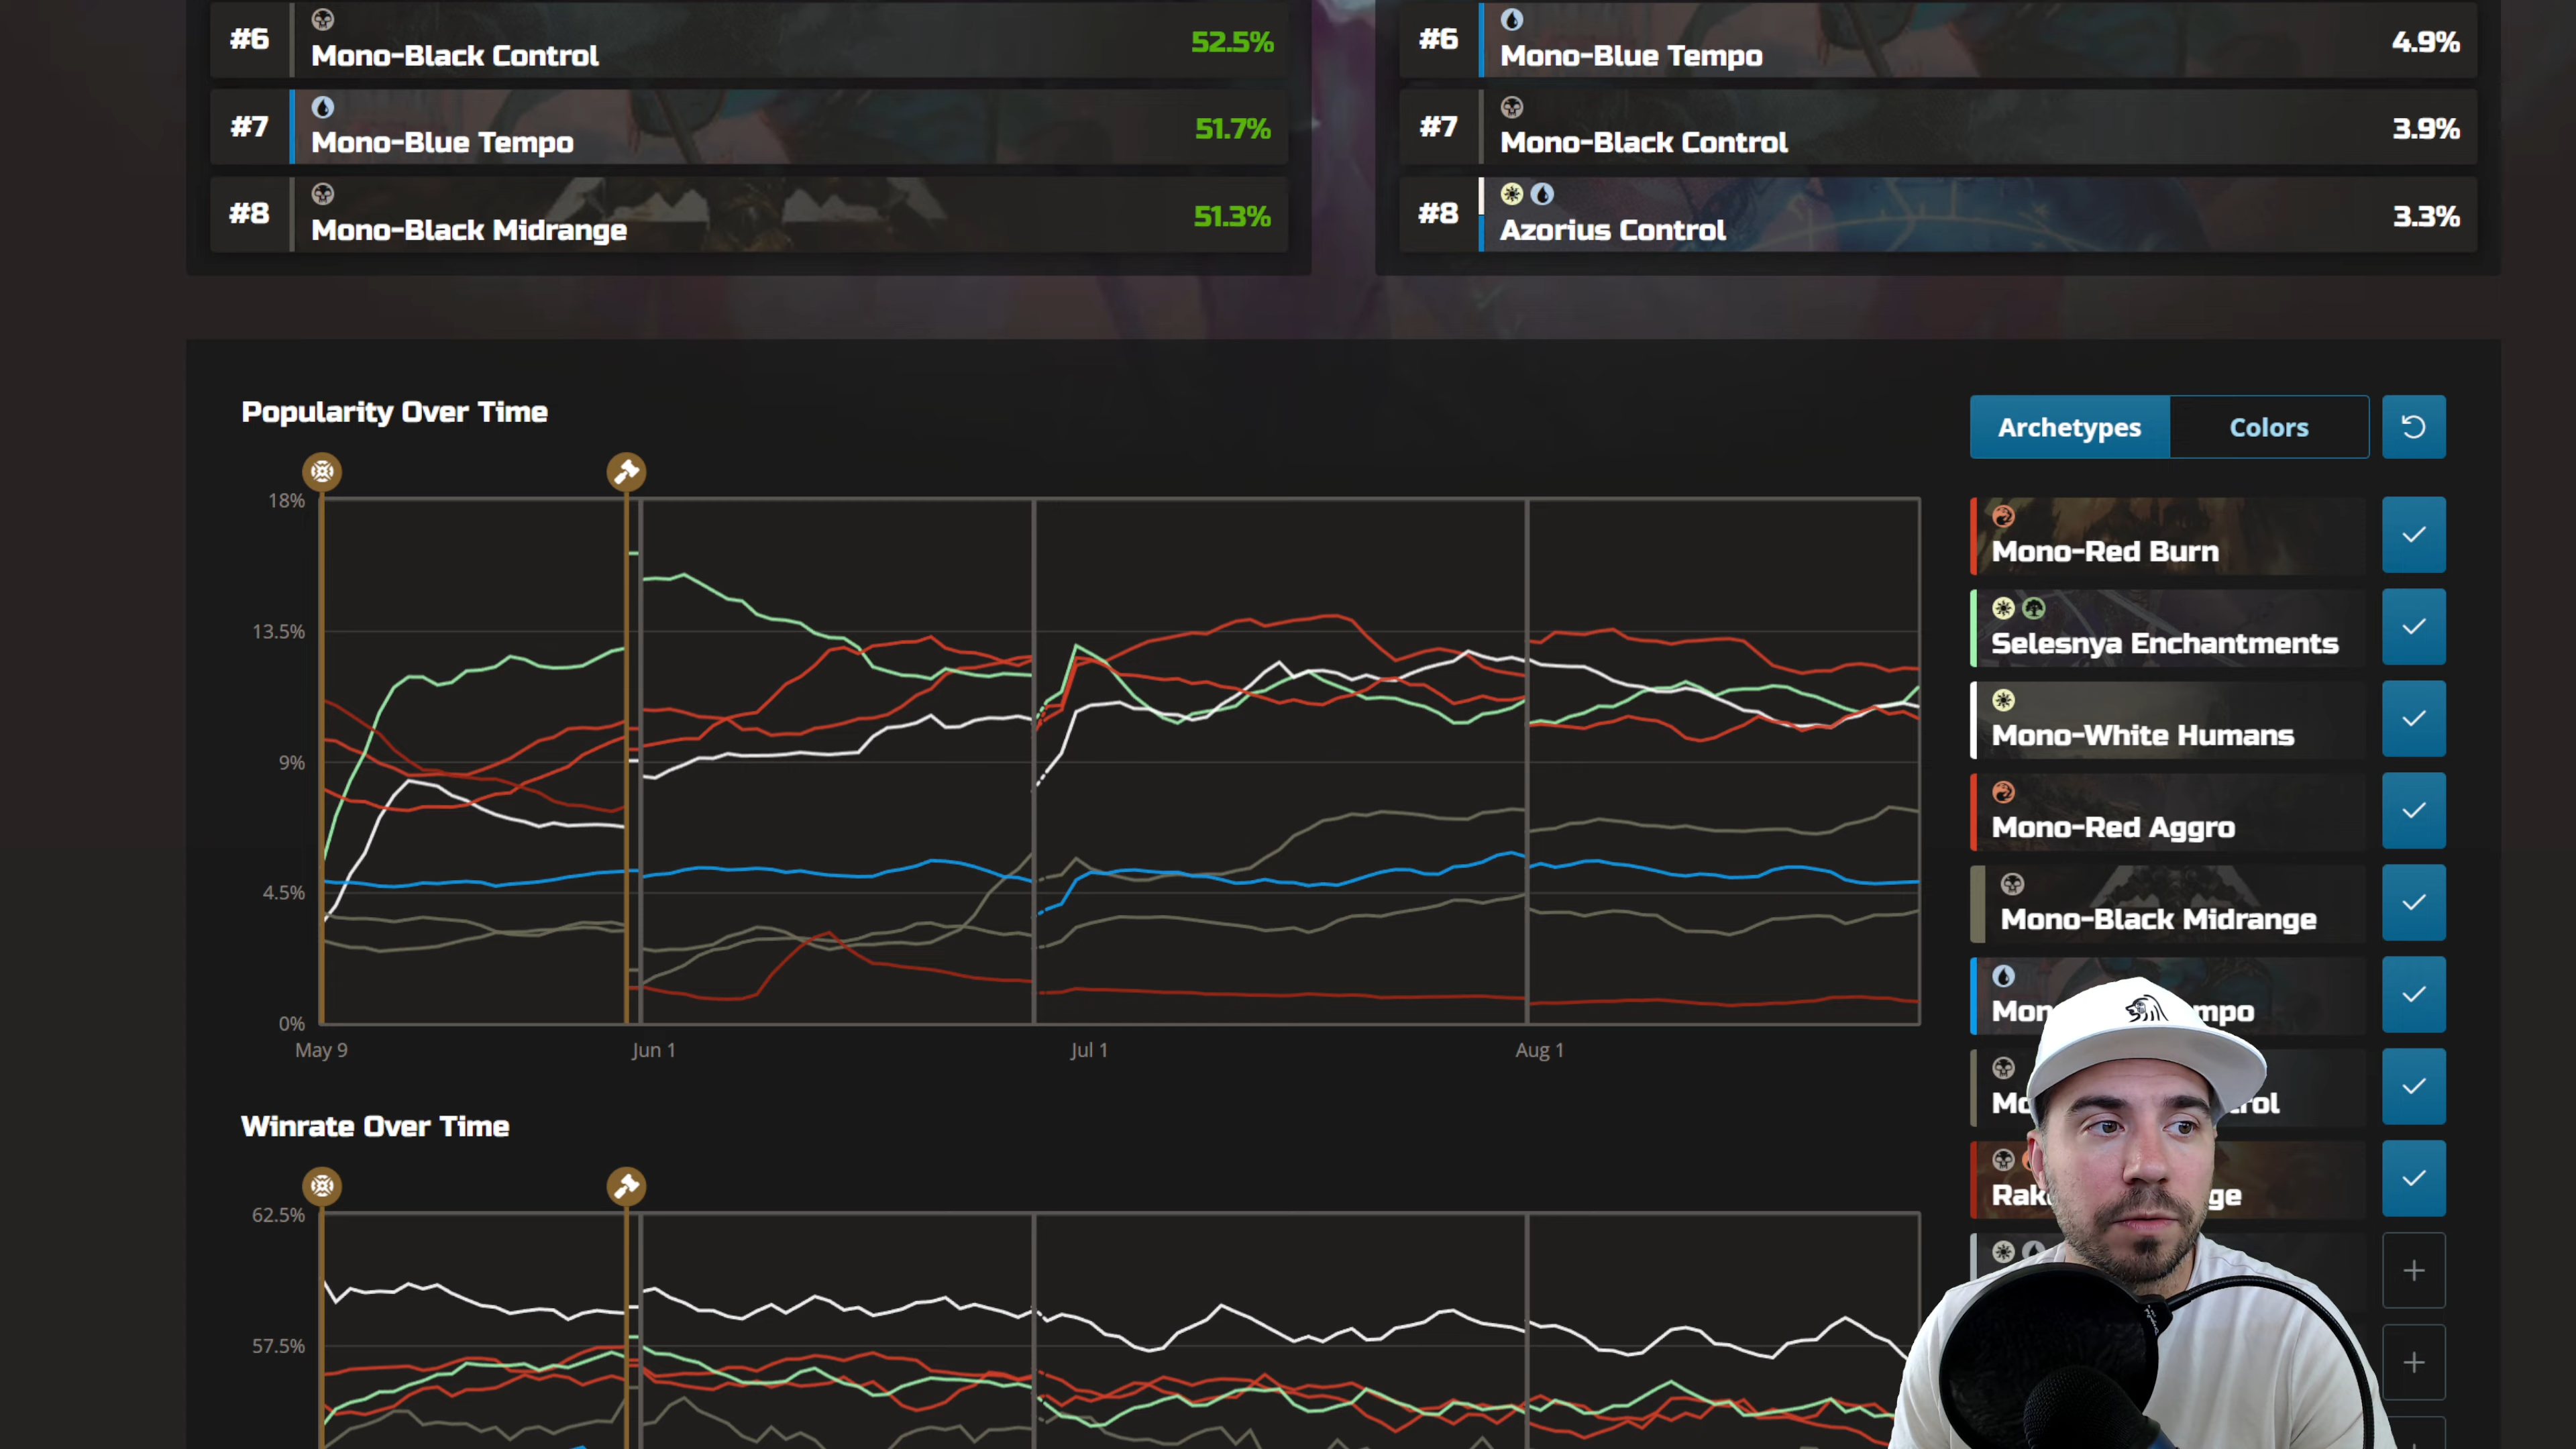 #6
Mono-Black Control
52.5%
#7
Mono-Blue Tempo
51.7%
#8
Mono-Black Midrange
51.3%
#6
Mono-Blue Tempo
4.9%
#7
Mono-Black Control
3.9%
#8
Azorius Control
3.3%
Popularity Over Time
18%
13.5%
9%
4.5%
0%
May 9
Jun 1
Jul 1
Aug 1
Archetypes
Colors
Mono-Red Burn
Selesnya Enchantments
Mono-White Humans
Mono-Red Aggro
Mono-Black Midrange
Winrate Over Time
62.5%
57.5%